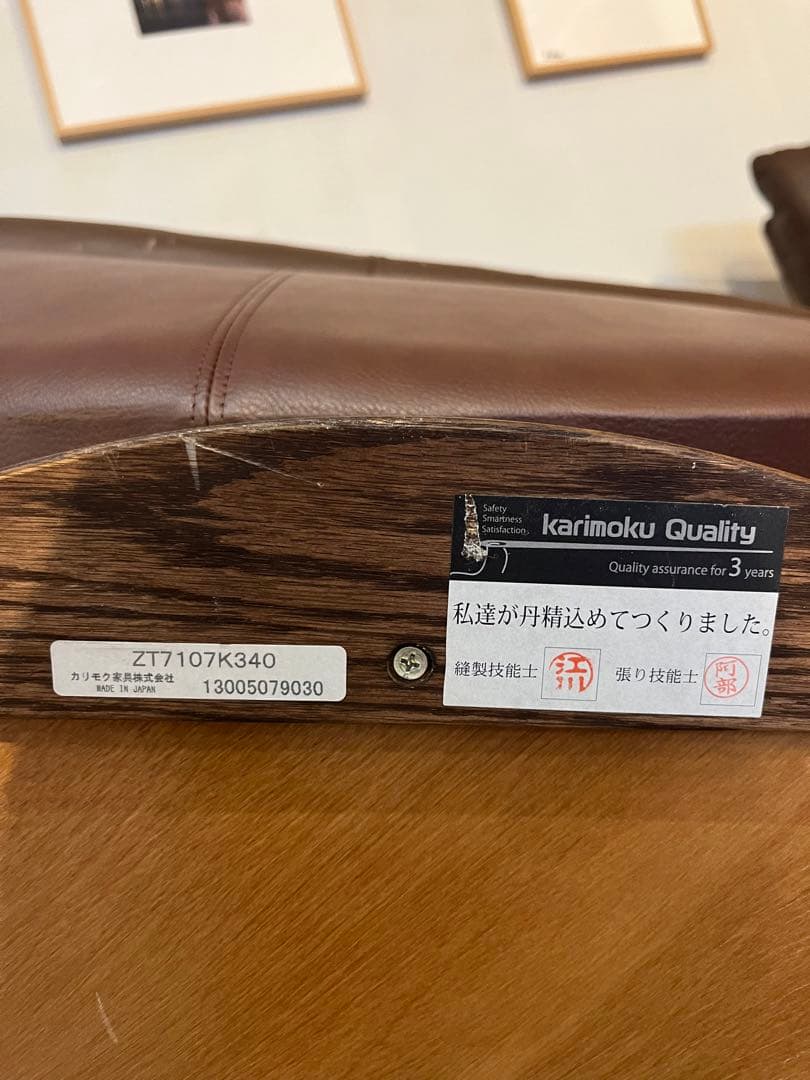 Safety
Smartness
Satisfaction
karimoku Quality
Quality assurance for 3 years
私達が丹精込めてつくりました。
縫製技能士 江川 張り技能士 阿部
ZT7107K340
カリモク家具株式会社
MADE IN JAPAN
13005079030